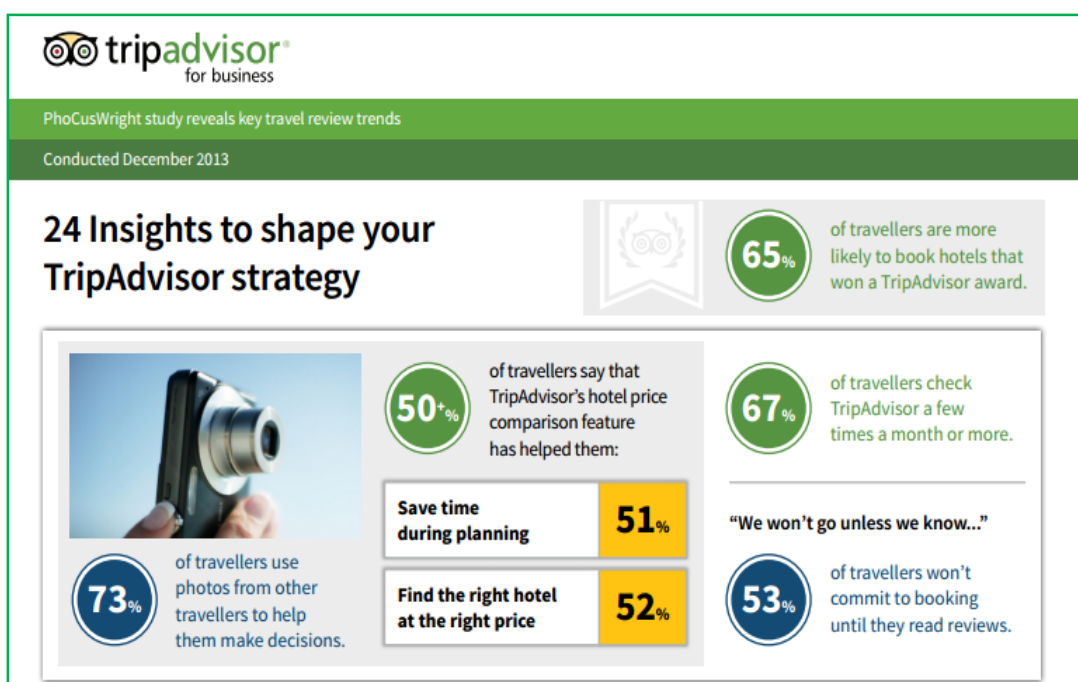 tripadvisor®
for business
PhoCusWright study reveals key travel review trends
Conducted December 2013
24 Insights to shape your
TripAdvisor strategy
65%
of travellers are more
likely to book hotels that
won a TripAdvisor award.
73%
of travellers use
photos from other
travellers to help
them make decisions.
50+%
of travellers say that
TripAdvisor's hotel price
comparison feature
has helped them:
Save time
during planning
51%
Find the right hotel
at the right price
52%
67%
of travellers check
TripAdvisor a few
times a month or more.
“We won't go unless we know...”
53%
of travellers won't
commit to booking
until they read reviews.